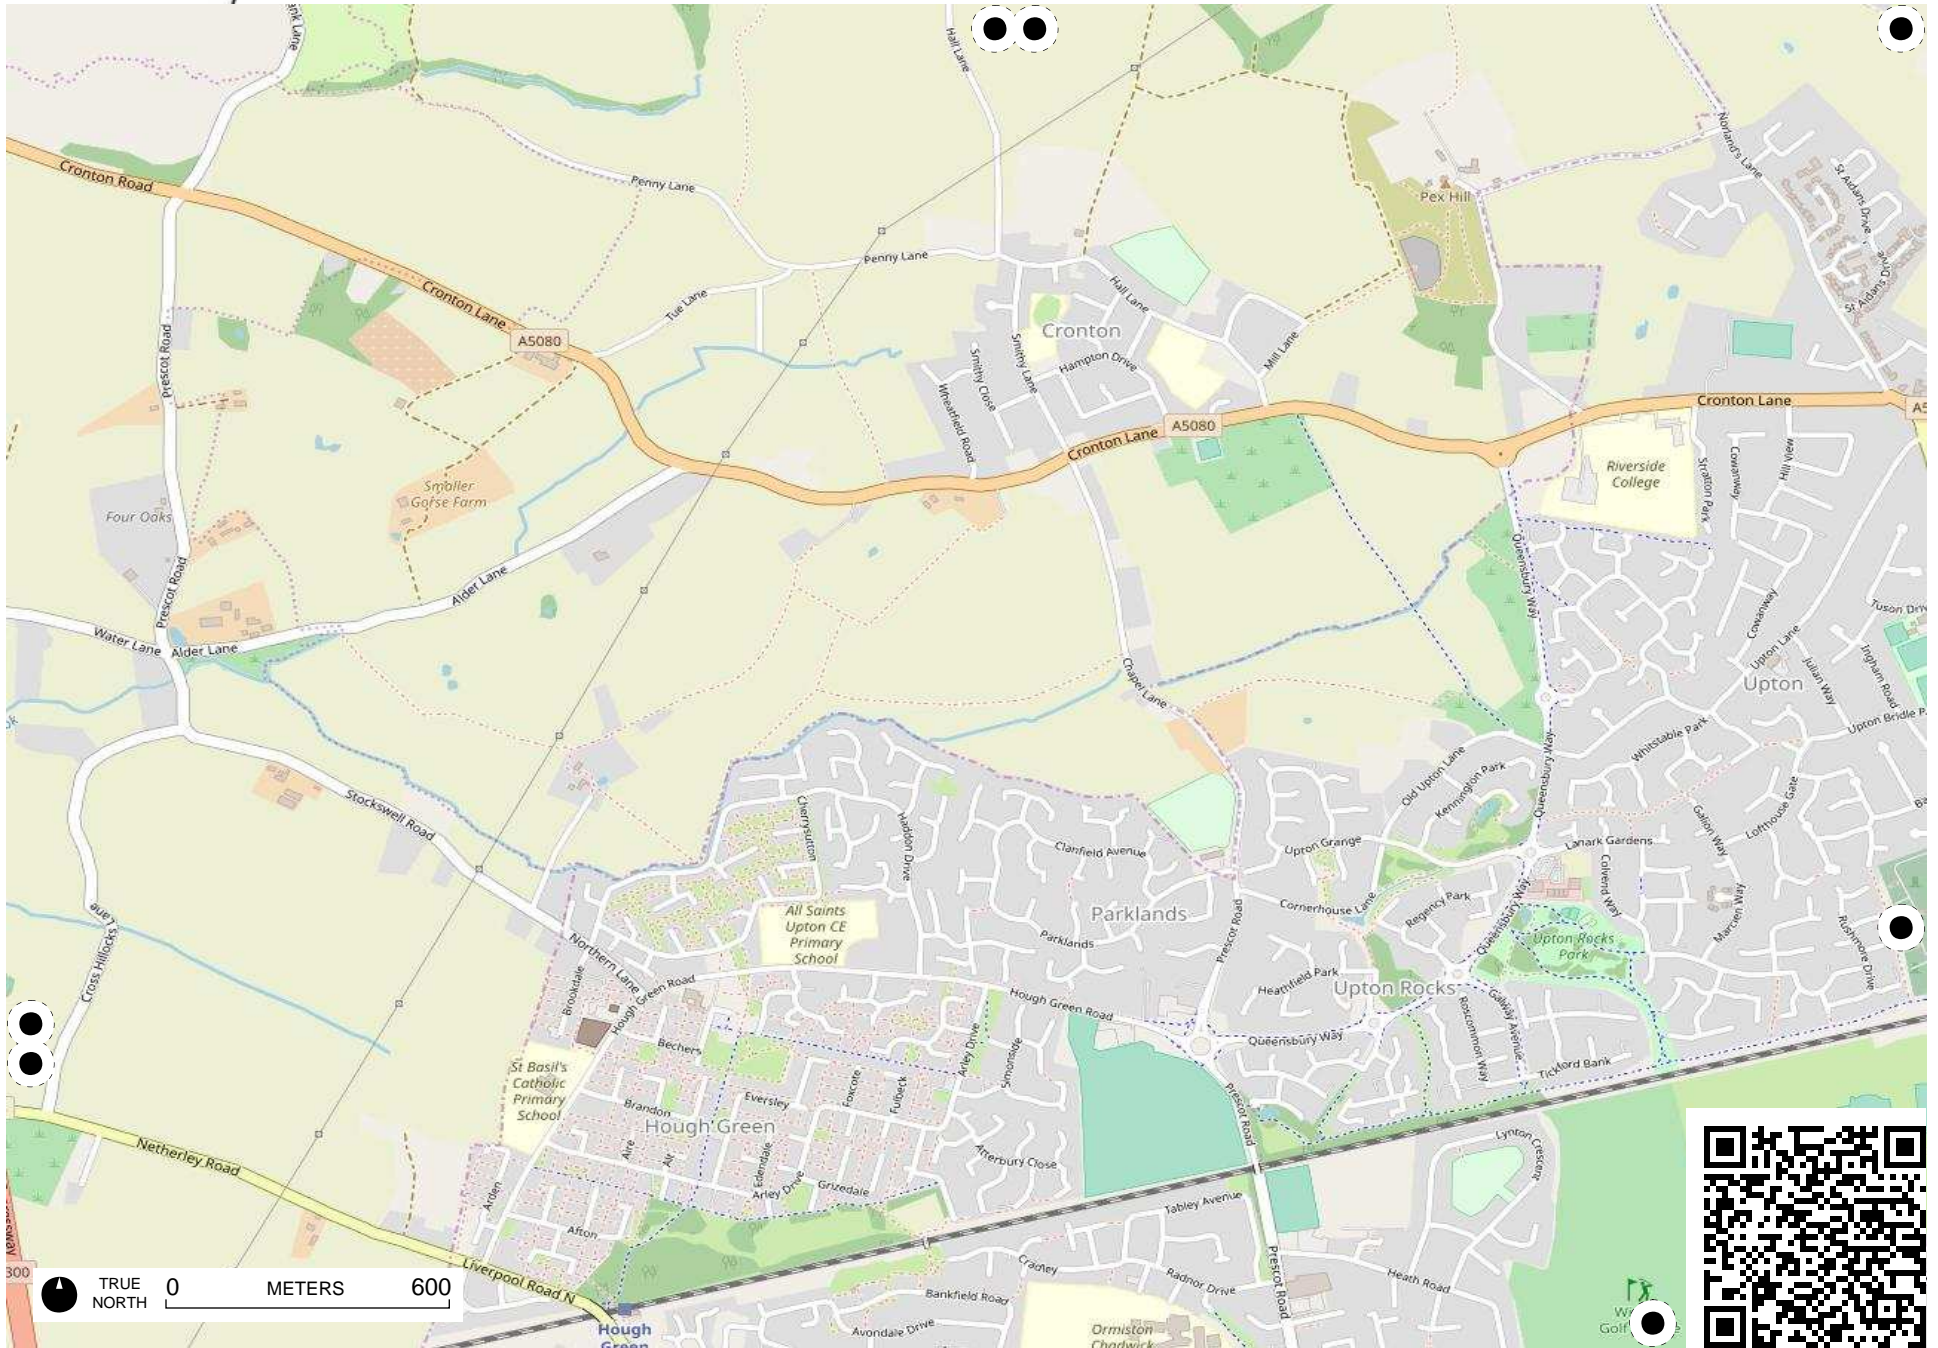 Hall Lane
Norland's Lane
Cronton Road
Penny Lane
Pex Hill
St Aidans Drive
Penny Lane
St Aidans Drive
Hall Lane
Tue Lane
Cronton Lane
A5080
Cronton
Prescot Road
Smithy Lane
Smithy Close
Hampton Drive
Mill Lane
Wheatfield Road
Cronton Lane
A5080
Cronton Lane
Hill View
Cowanway
Stratton Park
Riverside
College
Smaller
Gorse Farm
Four Oaks
Prescot Road
Alder Lane
Queensbury Way
Cowanway
Tuson
Water Lane
Alder Lane
Upton Lane
Julian Way
Ingham Road
Chapel Lane
Upton
Upton Bridle
Whitstable Park
Old Upton Lane
Kennington Park
Queensbury Way
Stockswell Road
Cherrysutton
Haddon Drive
Clanfield Avenue
Upton Grange
Lanark Gardens
Galion Way
Lofthouse Gate
Colvend Way
Cornerhouse Lane
Regency Park
Queensbury Way
Marcien Way
Rushmore Drive
Cross Hillocks Lane
All Saints
Upton CE
Primary
School
Parklands
Parklands
Prescot Road
Upton Rocks
Park
Northern Lane
Brookdale
Hough Green Road
Heathfield Park
Upton Rocks
Hough Green Road
Galway Avenue
Roscommon Way
Queensbury Way
Tickford Bank
Bechers
Arley Drive
Simonside
St Basil's
Catholic
Primary
School
Foxcote
Fulbeck
Eversley
Brandon
Hough Green
Prescot Road
Lynton Crescent
Netherley Road
Aire
Alt
Edendale
Arley Drive
Grizedale
Atterbury Close
Arden
Afton
Tabley Avenue
Cradley
Radnor Drive
Heath Road
Prescot Road
Liverpool Road N
Bankfield Road
Avondale Drive
Hough
Green
Ormiston
Chadwick
Golf
300
TRUE
NORTH
0 METERS 600